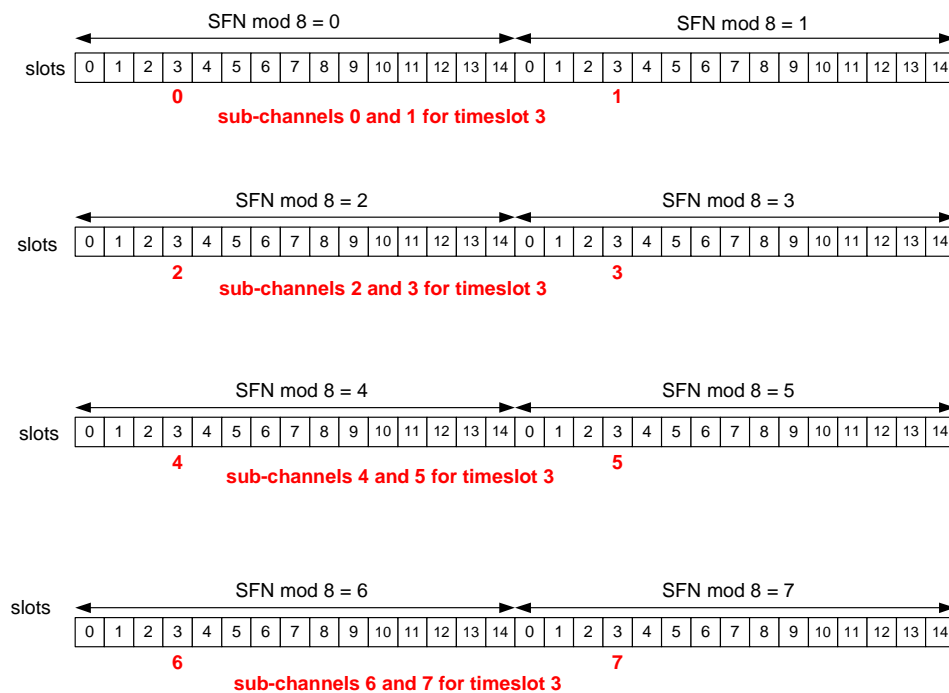 SFN mod 8 = 0 SFN mod 8 = 1
slots 0 1 2 3 4 5 6 7 8 9 10 11 12 13 14 0 1 2 3 4 5 6 7 8 9 10 11 12 13 14
0 1
sub-channels 0 and 1 for timeslot 3
SFN mod 8 = 2 SFN mod 8 = 3
slots 0 1 2 3 4 5 6 7 8 9 10 11 12 13 14 0 1 2 3 4 5 6 7 8 9 10 11 12 13 14
2 3
sub-channels 2 and 3 for timeslot 3
SFN mod 8 = 4 SFN mod 8 = 5
slots 0 1 2 3 4 5 6 7 8 9 10 11 12 13 14 0 1 2 3 4 5 6 7 8 9 10 11 12 13 14
4 5
sub-channels 4 and 5 for timeslot 3
SFN mod 8 = 6 SFN mod 8 = 7
slots 0 1 2 3 4 5 6 7 8 9 10 11 12 13 14 0 1 2 3 4 5 6 7 8 9 10 11 12 13 14
6 7
sub-channels 6 and 7 for timeslot 3